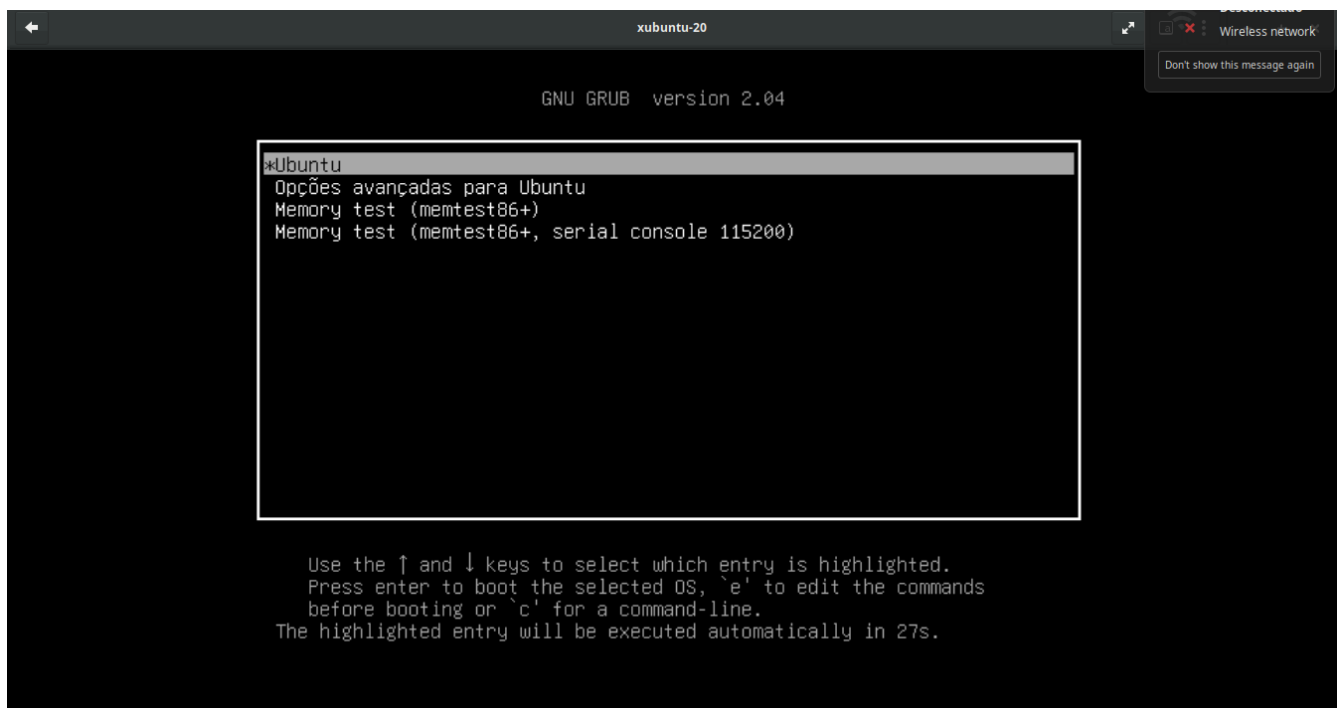 xubuntu-20
Desconectado
Wireless network
Don't show this message again
GNU GRUB version 2.04
*Ubuntu
Opções avançadas para Ubuntu
Memory test (memtest86+)
Memory test (memtest86+, serial console 115200)
Use the ↑ and ↓ keys to select which entry is highlighted.
Press enter to boot the selected OS, `e' to edit the commands
before booting or `c' for a command-line.
The highlighted entry will be executed automatically in 27s.